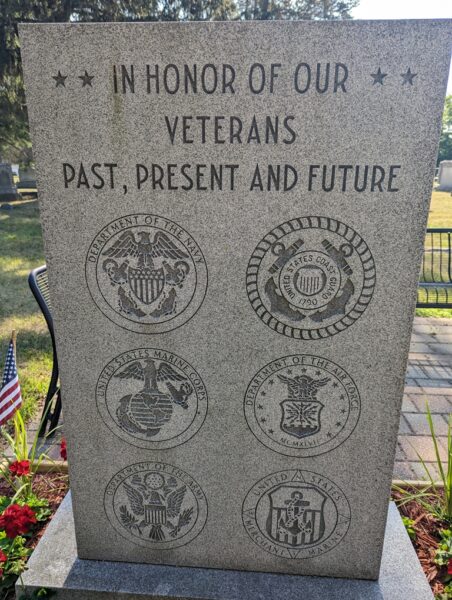 IN HONOR OF OUR
VETERANS
PAST, PRESENT AND FUTURE
DEPARTMENT OF THE NAVY
UNITED STATES COAST GUARD
1790
UNITED STATES MARINE CORPS
DEPARTMENT OF THE AIR FORCE
MCMXLVII
DEPARTMENT OF THE ARMY
UNITED STATES
MERCHANT MARINE